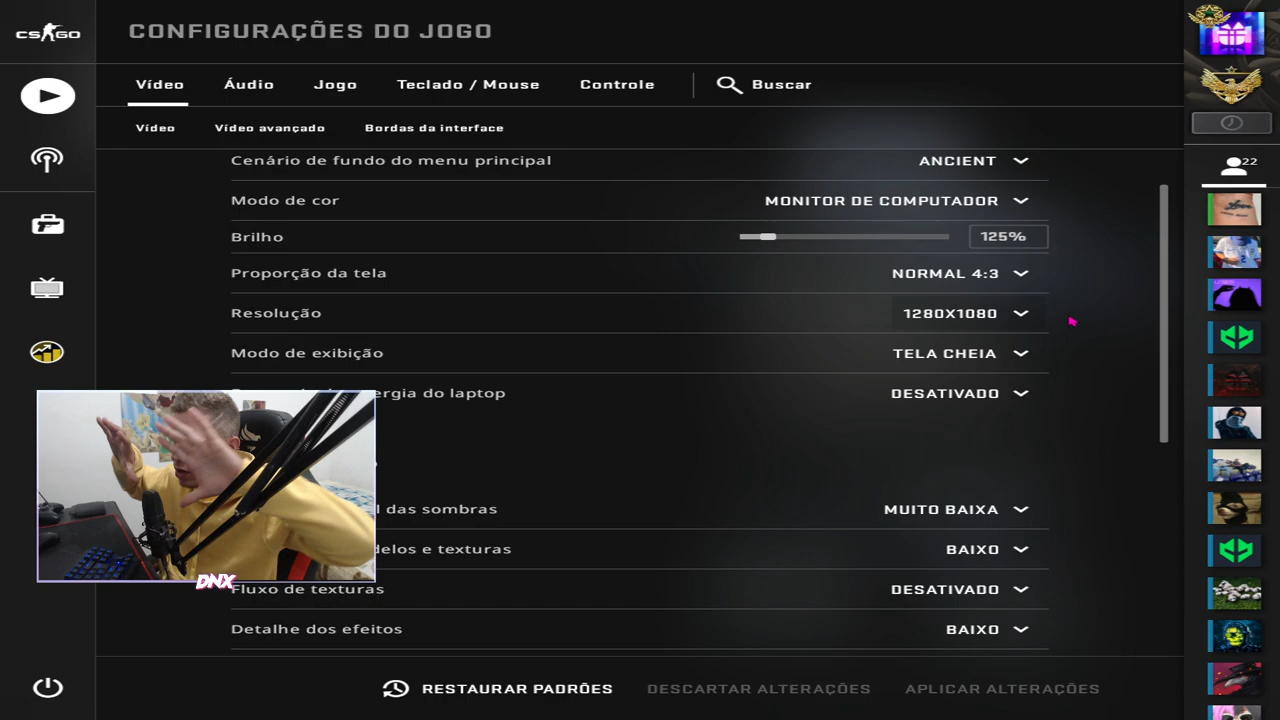 CS GO
CONFIGURAÇÕES DO JOGO
Vídeo Áudio Jogo Teclado / Mouse Controle Buscar
Vídeo Vídeo avançado Bordas da interface
22
Cenário de fundo do menu principal ANCIENT
Modo de cor MONITOR DE COMPUTADOR
Brilho 125%
Proporção da tela NORMAL 4:3
Resolução 1280X1080
Modo de exibição TELA CHEIA
ergia do laptop DESATIVADO
l das sombras MUITO BAIXA
delos e texturas BAIXO
Fluxo de texturas DESATIVADO
Detalhe dos efeitos BAIXO
DNX
RESTAURAR PADRÕES DESCARTAR ALTERAÇÕES APLICAR ALTERAÇÕES